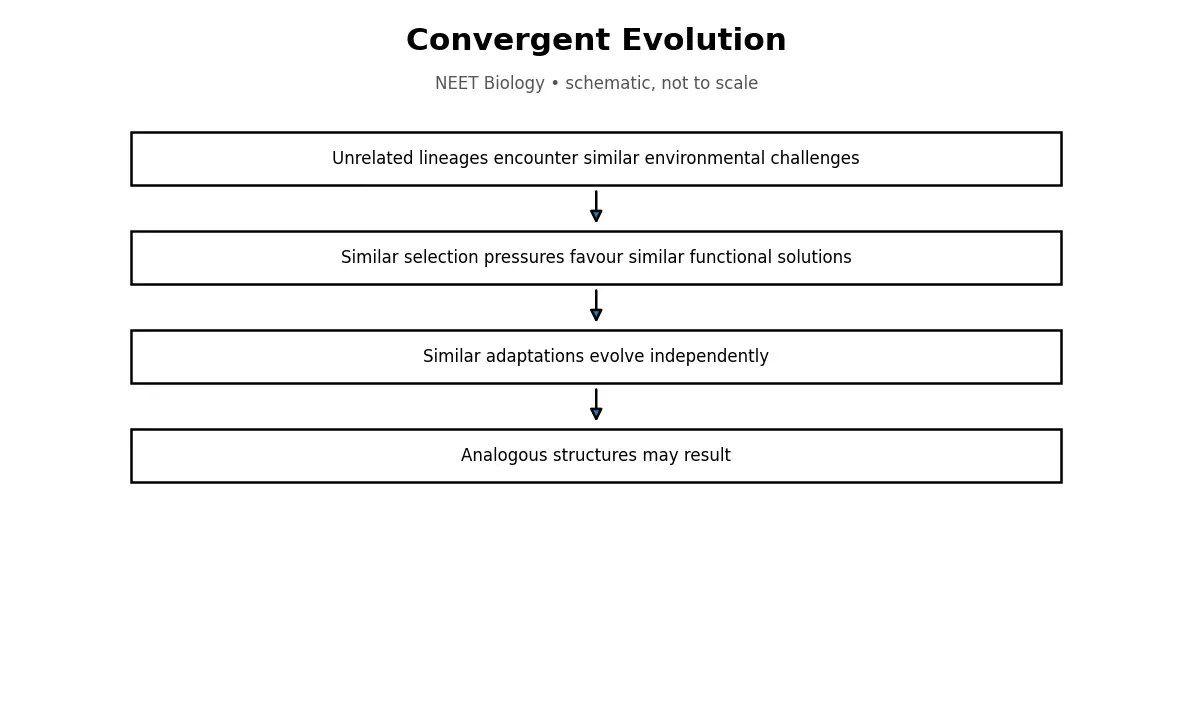 Convergent Evolution
NEET Biology • schematic, not to scale
Unrelated lineages encounter similar environmental challenges
Similar selection pressures favour similar functional solutions
Similar adaptations evolve independently
Analogous structures may result